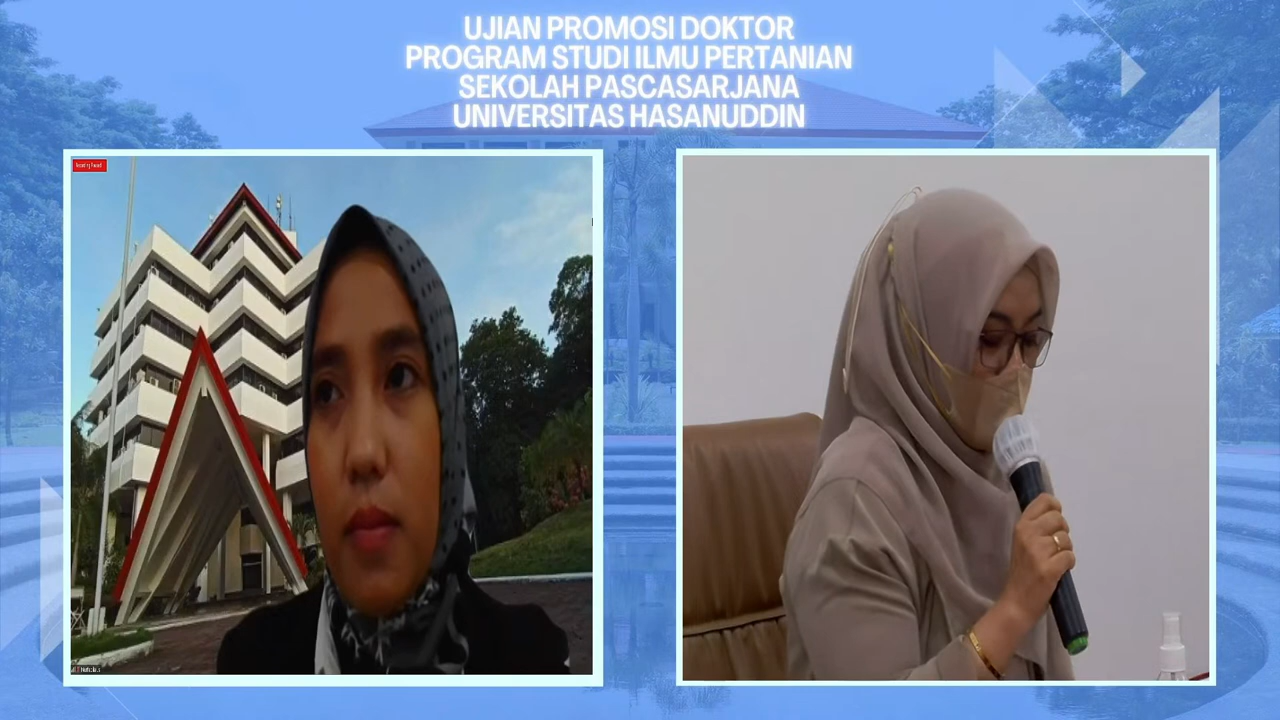 UJIAN PROMOSI DOKTOR
PROGRAM STUDI ILMU PERTANIAN
SEKOLAH PASCASARJANA
UNIVERSITAS HASANUDDIN